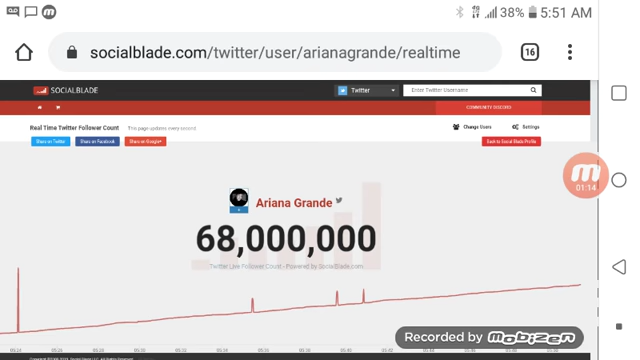 38% 5:51 AM
socialblade.com/twitter/user/arianagrande/realtime
16
SOCIALBLADE
Twitter
Enter Twitter Username
COMMUNITY DISCORD
Real Time Twitter Follower Count
This page updates every second
Change Users
Settings
Share on Twitter
Share on Facebook
Share on Google+
Back to Social Blade Profile
01:14
Ariana Grande
68,000,000
Twitter Live Follower Count - Powered by SocialBlade.com
Recorded by mobizen